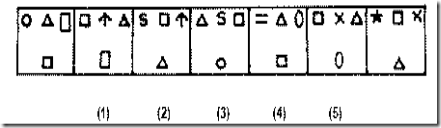 ○ △ ▯ □ ↑ △ S □ ↑ △ S □ = △ ⬯ □ × △ ★ □ ×
□ ▯ △ ○ □ ⬯ △
(1) (2) (3) (4) (5)